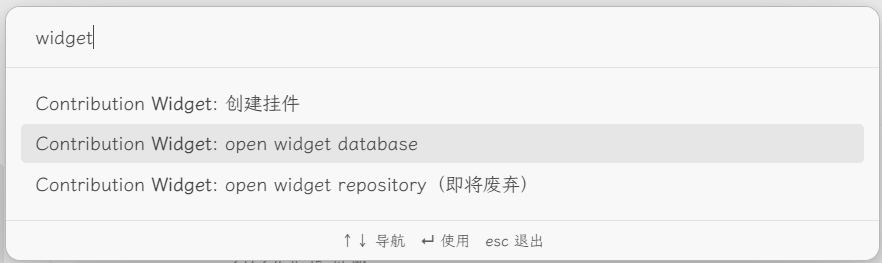 widget
Contribution Widget: 创建挂件
Contribution Widget: open widget database
Contribution Widget: open widget repository（即将废弃）
↑↓ 导航 ↵ 使用 esc 退出